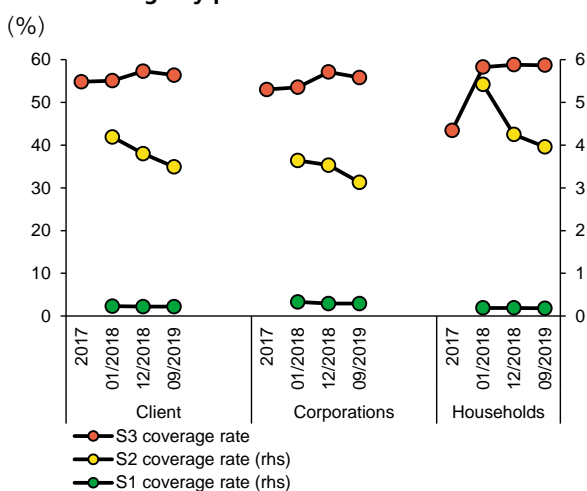 (%)
60 6
50 5
40 4
30 3
20 2
10 1
0 0
2017 01/2018 12/2018 09/2019 2017 01/2018 12/2018 09/2019 2017 01/2018 12/2018 09/2019
Client Corporations Households
S3 coverage rate
S2 coverage rate (rhs)
S1 coverage rate (rhs)